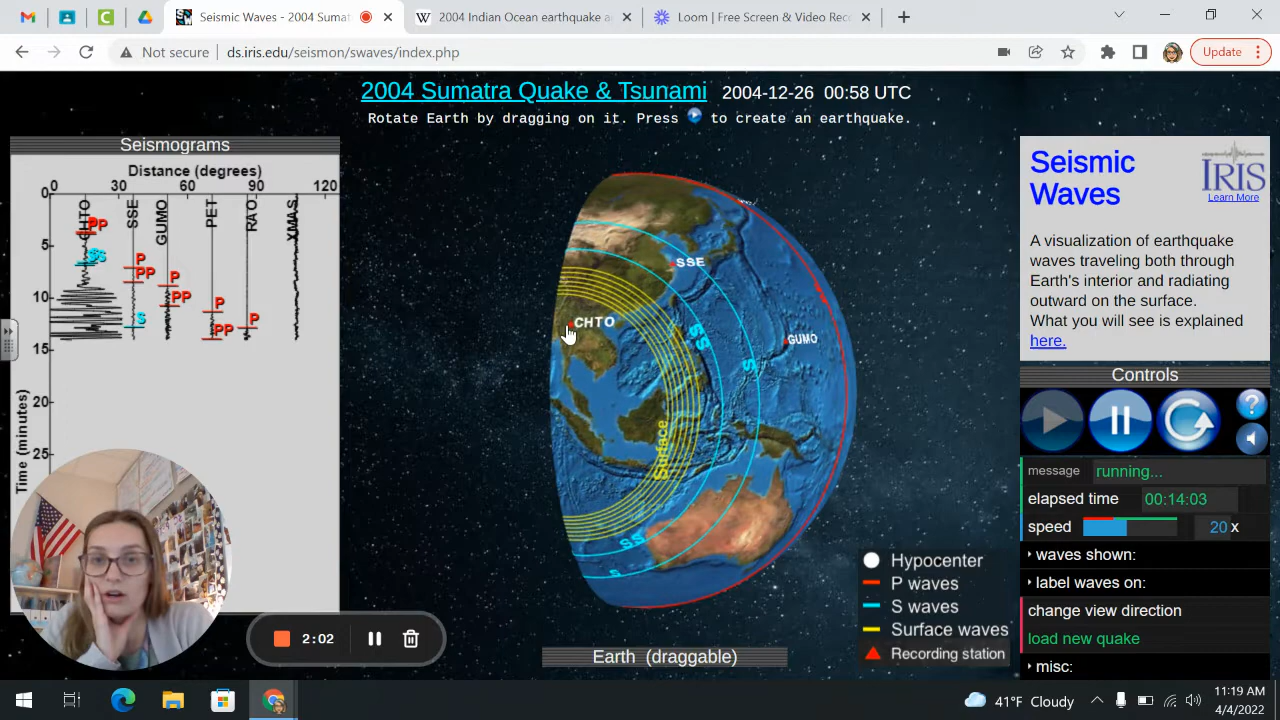 Seismic Waves - 2004 Sumat
2004 Indian Ocean earthquake a
Loom | Free Screen & Video Rec
Not secure
ds.iris.edu/seismon/swaves/index.php
Update
2004 Sumatra Quake & Tsunami 2004-12-26 00:58 UTC
Rotate Earth by dragging on it. Press to create an earthquake.
Seismograms
Distance (degrees)
0 30 60 90 120
CHTO SSE GUMO PET RAO XMAS
0
5
10
15
20
25
Time (minutes)
PP
SS
P
PP
S
P
PP
P
PP
P
SSE
CHTO
GUMO
SS
S
Surface
SS
S
Seismic
Waves
IRIS
Learn More
A visualization of earthquake
waves traveling both through
Earth's interior and radiating
outward on the surface.
What you will see is explained
here.
Controls
message running...
elapsed time 00:14:03
speed 20 x
waves shown:
label waves on:
change view direction
load new quake
misc:
Hypocenter
P waves
S waves
Surface waves
Recording station
Earth (draggable)
2:02
41°F Cloudy
11:19 AM
4/4/2022